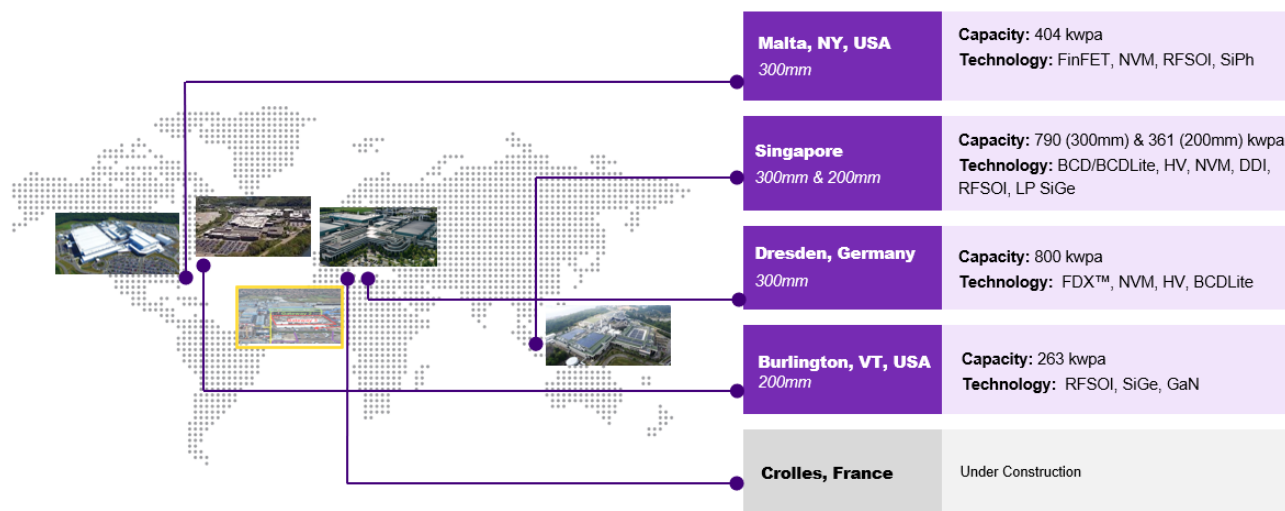 Malta, NY, USA
300mm
Capacity: 404 kwpa
Technology: FinFET, NVM, RFSOI, SiPh
Singapore
300mm & 200mm
Capacity: 790 (300mm) & 361 (200mm) kwpa
Technology: BCD/BCDLite, HV, NVM, DDI,
RFSOI, LP SiGe
Dresden, Germany
300mm
Capacity: 800 kwpa
Technology: FDX™, NVM, HV, BCDLite
Burlington, VT, USA
200mm
Capacity: 263 kwpa
Technology: RFSOI, SiGe, GaN
Crolles, France
Under Construction